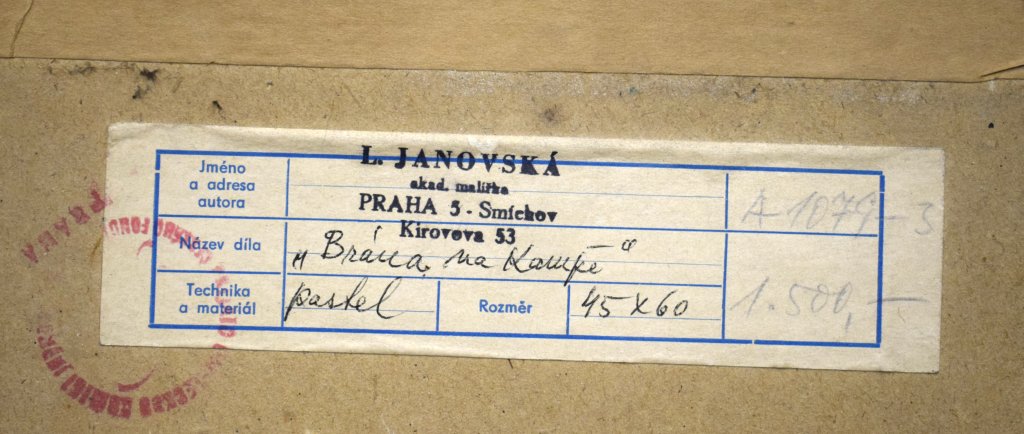 Jméno
a adresa
autora
L. JANOVSKÁ
akad. malířka
PRAHA 5 - Smíchov
Kirovova 53
A-1079-3
Název díla
„Brána na Kampě“
Technika
a materiál
pastel
Rozměr
45 x 60
1.500,-
PRAHA